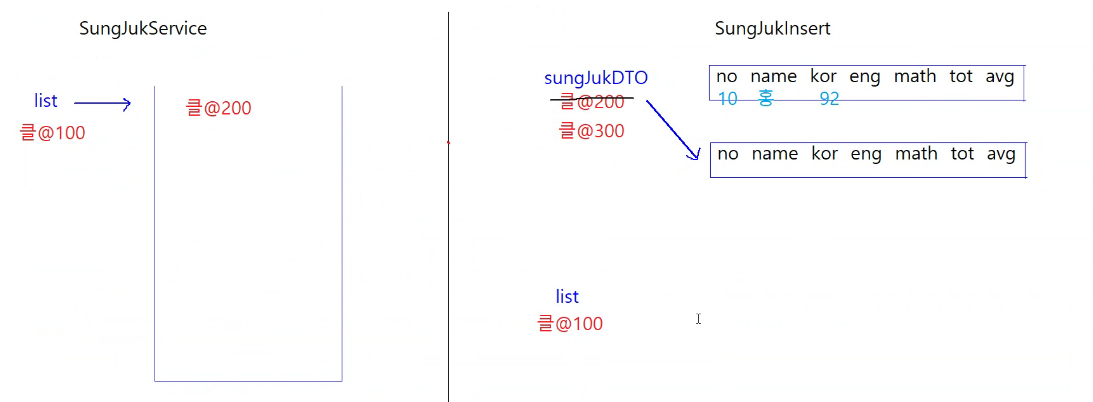 SungJukService
list
클@100
클@200
SungJukInsert
sungJukDTO
클@200
클@300
no name kor eng math tot avg
10 홍 92
no name kor eng math tot avg
list
클@100